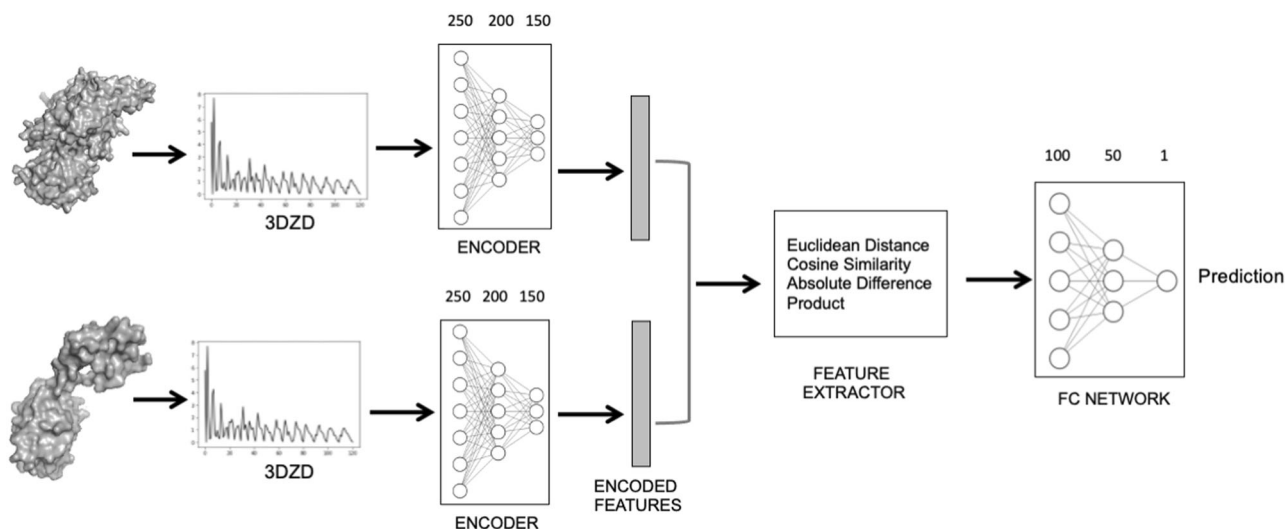 250 200 150
3DZD
ENCODER
250 200 150
3DZD
ENCODER
ENCODED
FEATURES
Euclidean Distance
Cosine Similarity
Absolute Difference
Product
FEATURE
EXTRACTOR
100 50 1
FC NETWORK
Prediction